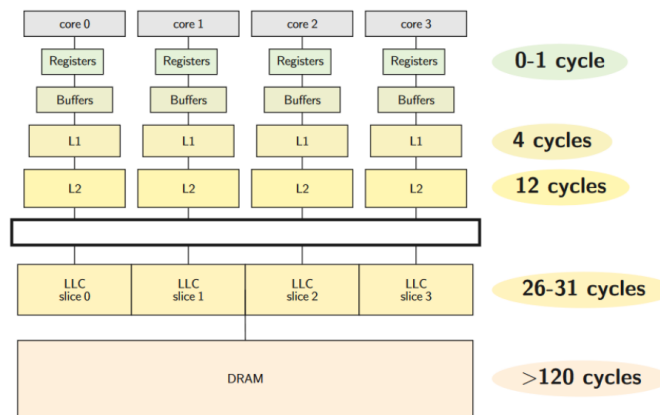 core 0
core 1
core 2
core 3
Registers
Registers
Registers
Registers
0-1 cycle
Buffers
Buffers
Buffers
Buffers
L1
L1
L1
L1
4 cycles
L2
L2
L2
L2
12 cycles
LLC
slice 0
LLC
slice 1
LLC
slice 2
LLC
slice 3
26-31 cycles
DRAM
>120 cycles